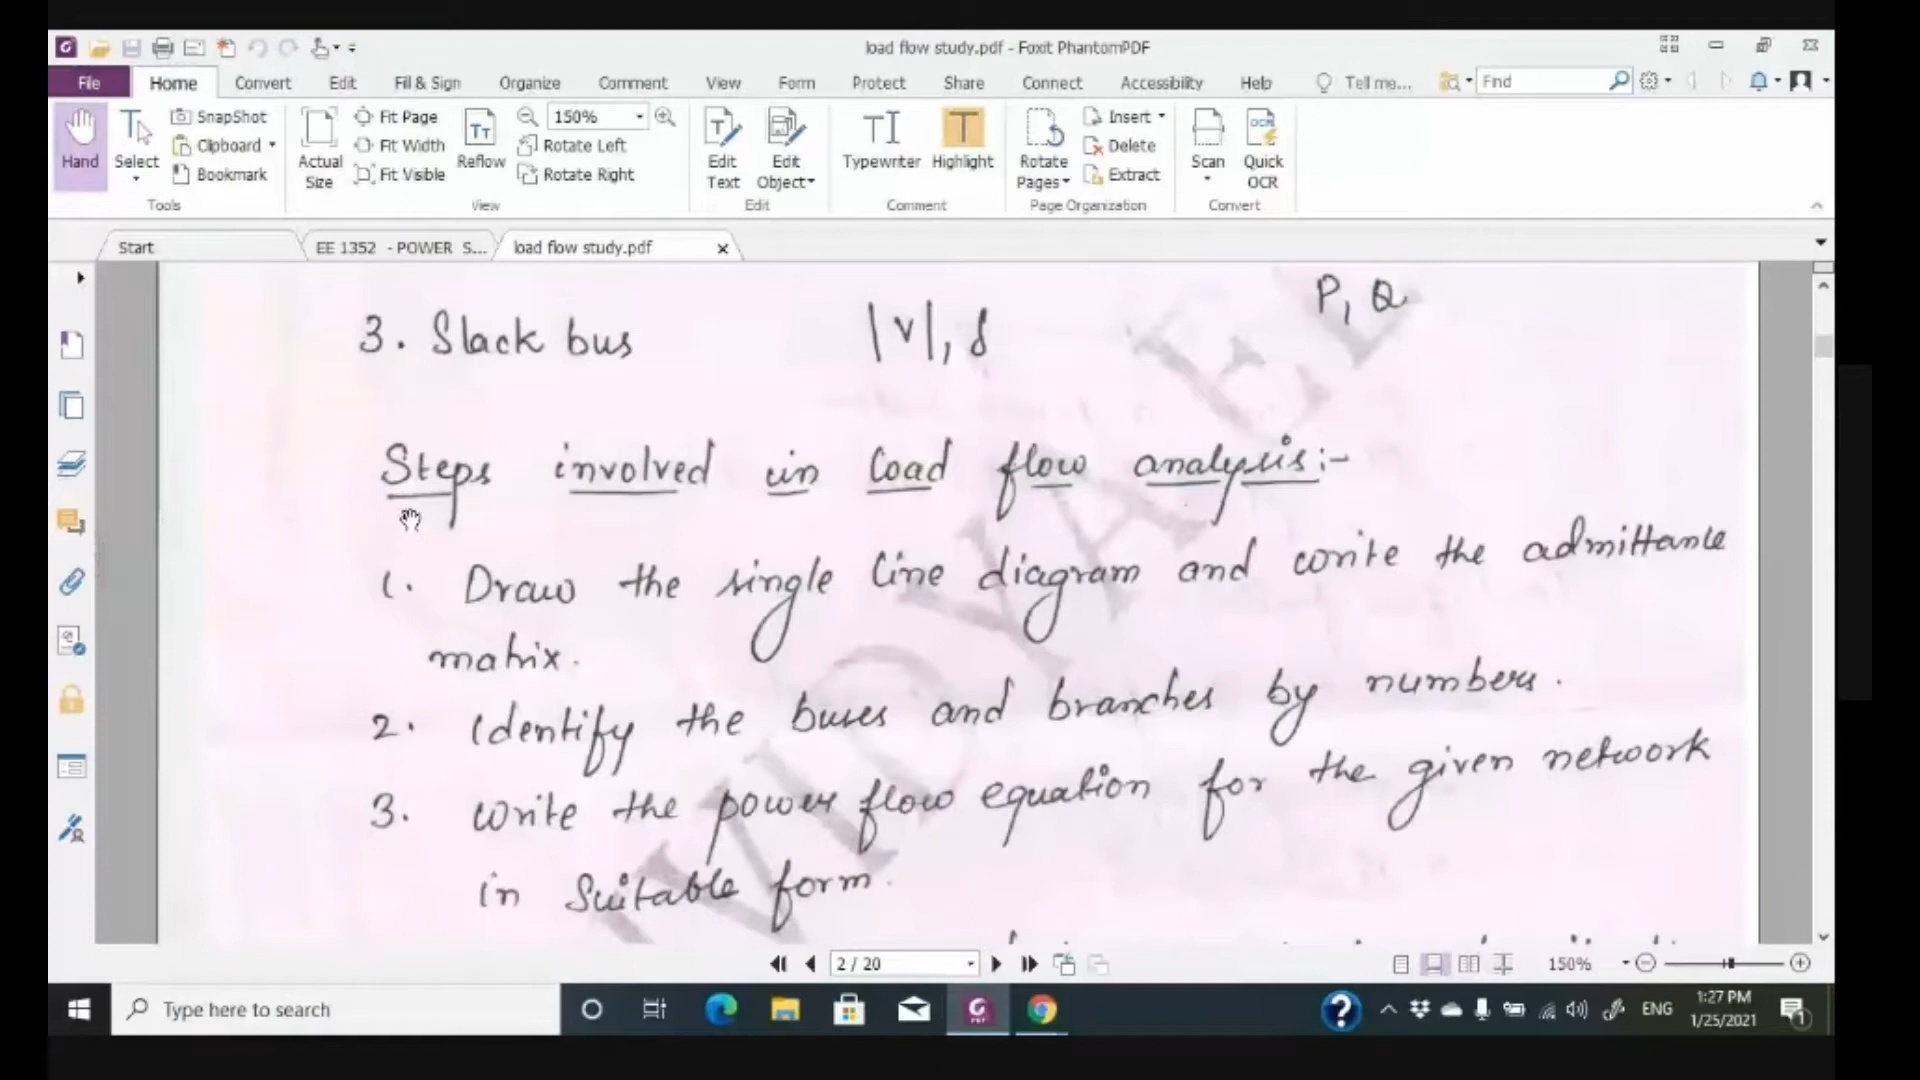 load flow study.pdf - Foxit PhantomPDF
File Home Convert Edit Fill & Sign Organize Comment View Form Protect Share Connect Accessibility Help Tell me... Find
SnapShot Fit Page 150% Insert
Clipboard Fit Width Rotate Left Delete
Bookmark Fit Visible Rotate Right Extract
Hand Select Actual Size Reflow Edit Text Edit Object Typewriter Highlight Rotate Pages Scan Quick OCR
Tools View Edit Comment Page Organization Convert
Start EE 1352 - POWER S... load flow study.pdf
P, Q
3. Slack bus |V|, δ
Steps involved in load flow analysis:-
1. Draw the single line diagram and write the admittance
matrix.
2. Identify the buses and branches by numbers.
3. Write the power flow equation for the given network
in Suitable form.
VIDYAEL
2 / 20 150%
Type here to search ENG 1:27 PM
1/25/2021